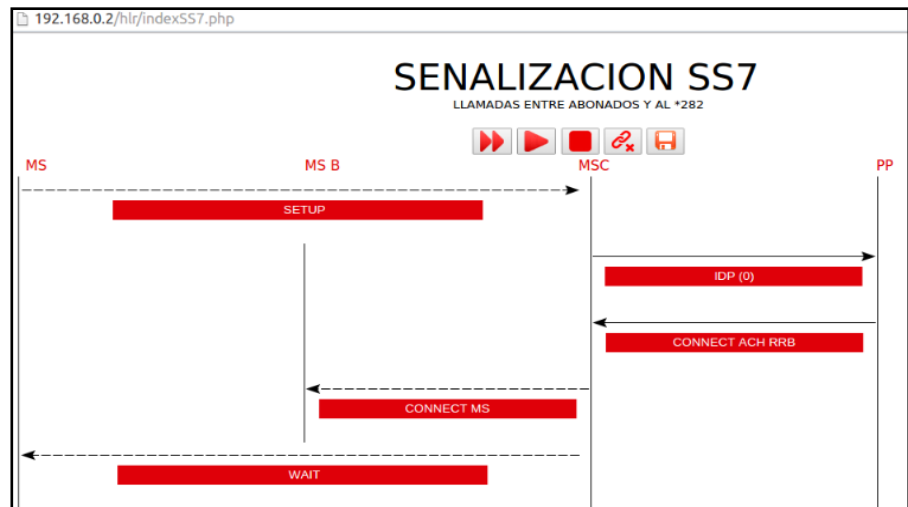 192.168.0.2/hlr/indexSS7.php
SENALIZACION SS7
LLAMADAS ENTRE ABONADOS Y AL *282
MS MS B MSC PP
SETUP
IDP (0)
CONNECT ACH RRB
CONNECT MS
WAIT